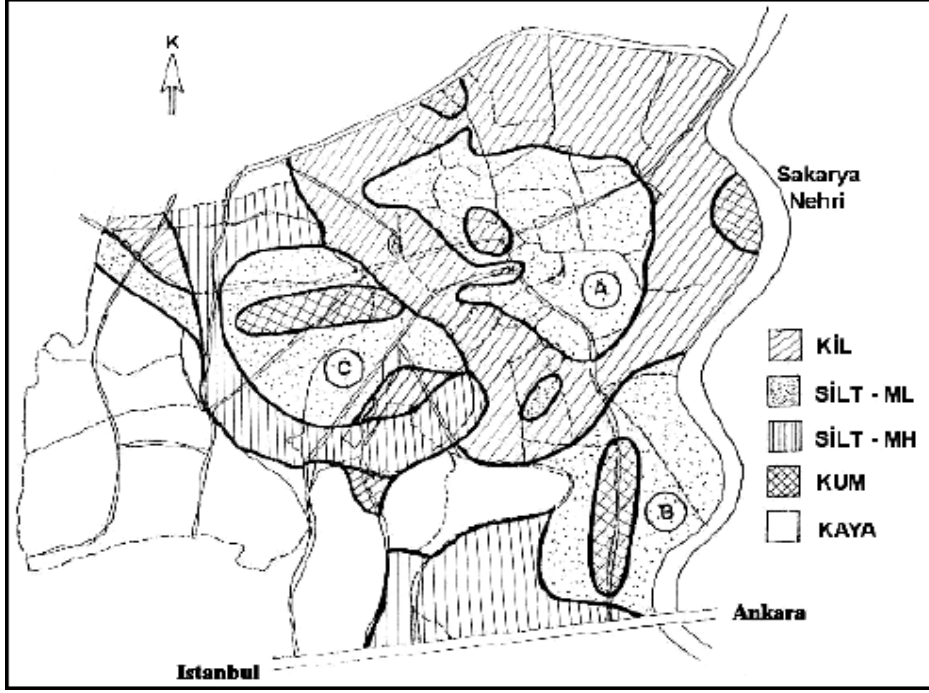 K
Sakarya
Nehri
A
C
B
KİL
SİLT - ML
SİLT - MH
KUM
KAYA
Ankara
Istanbul